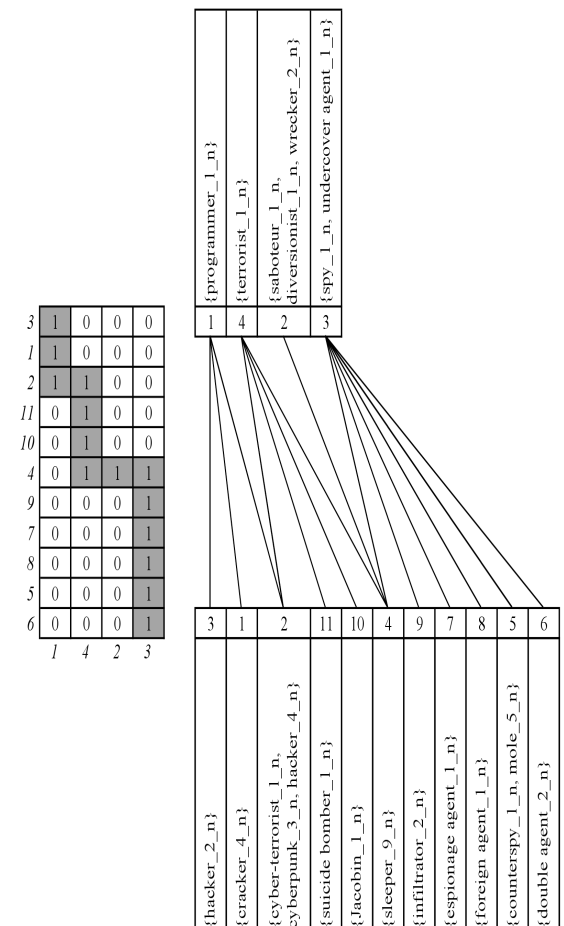 {programmer_1_n}
{terrorist_1_n}
{saboteur_1_n,
diversionist_1_n, wrecker_2_n}
{spy_1_n, undercover agent_1_n}
1 4 2 3
3 1 0 0 0
1 1 0 0 0
2 1 1 0 0
11 0 1 0 0
10 0 1 0 0
4 0 1 1 1
9 0 0 0 1
7 0 0 0 1
8 0 0 0 1
5 0 0 0 1
6 0 0 0 1
1 4 2 3
3 1 2 11 10 4 9 7 8 5 6
{hacker_2_n}
{cracker_4_n}
{cyber-terrorist_1_n,
cyberpunk_3_n, hacker_4_n}
{suicide bomber_1_n}
{Jacobin_1_n}
{sleeper_9_n}
{infiltrator_2_n}
{espionage agent_1_n}
{foreign agent_1_n}
{counterspy_1_n, mole_5_n}
{double agent_2_n}